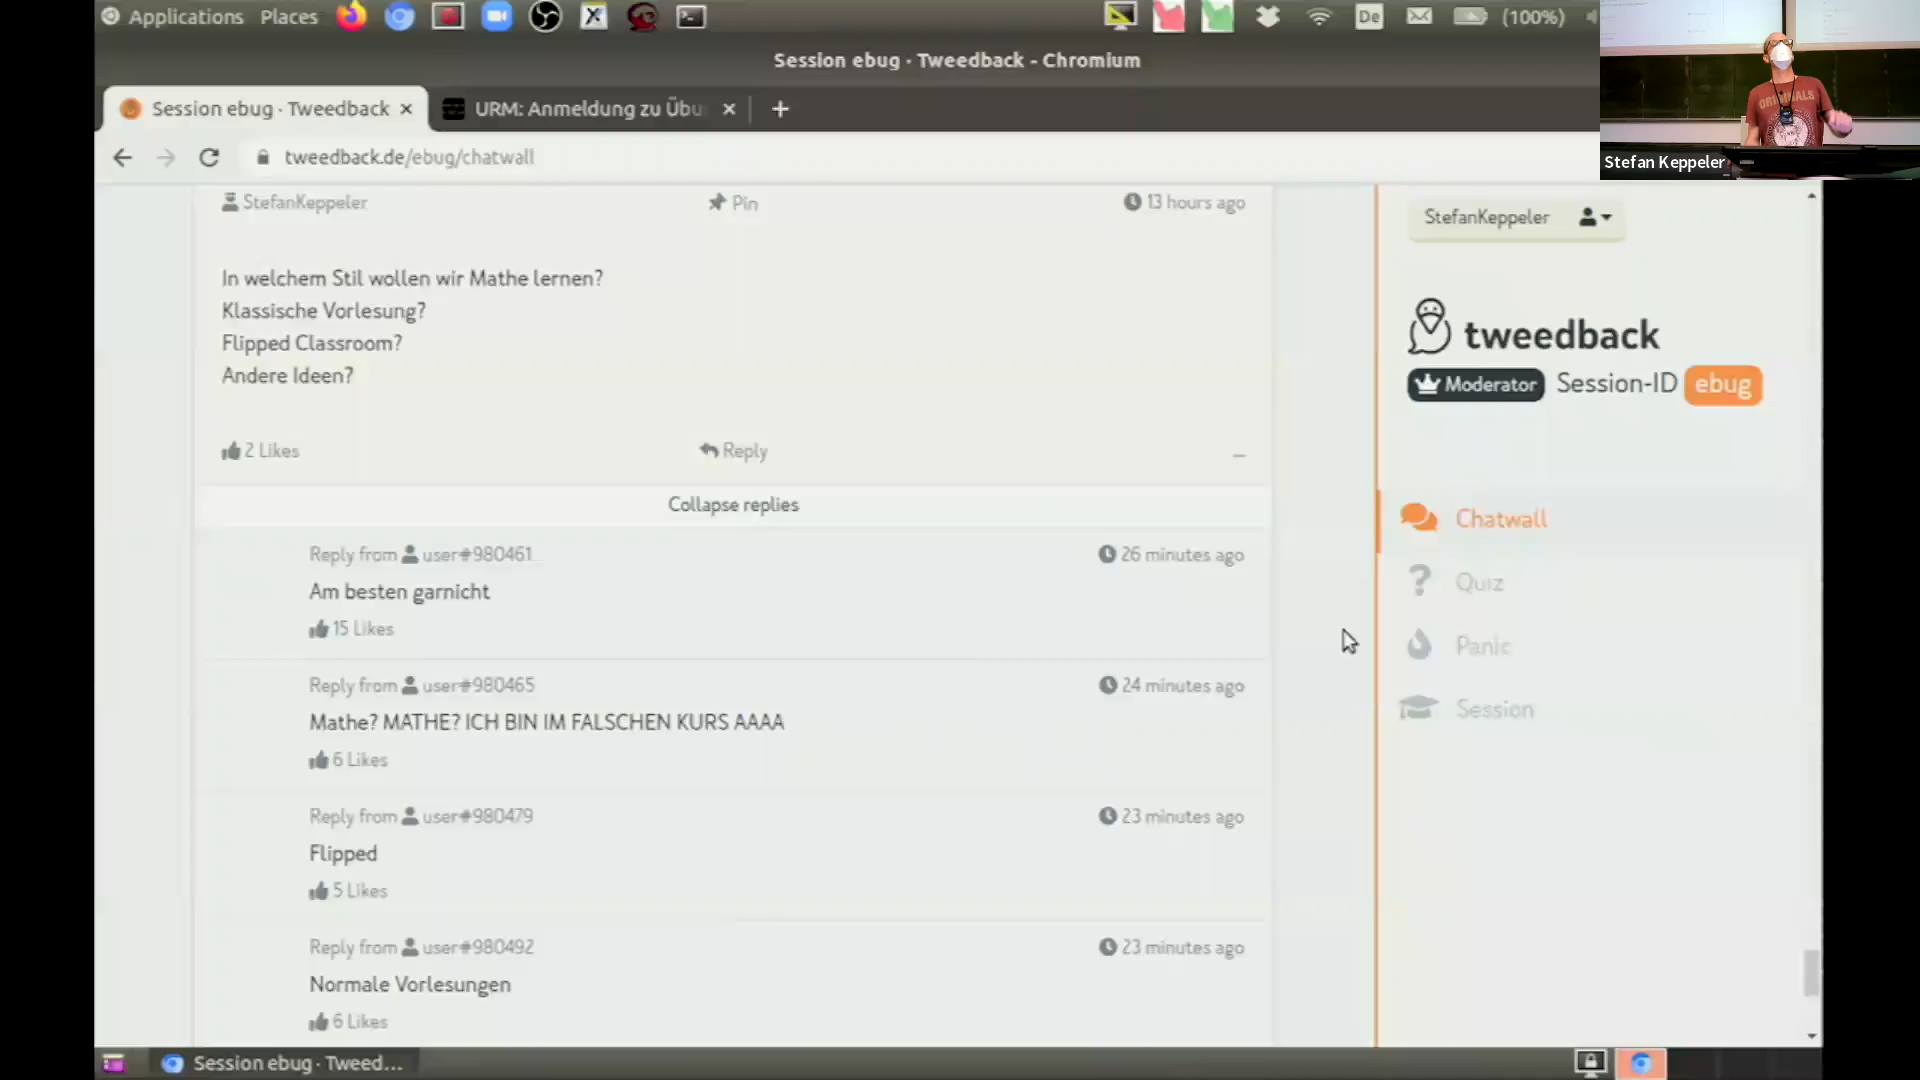 Applications Places
De
(100%)
Session ebug · Tweedback - Chromium
Session ebug · Tweedback
URM: Anmeldung zu Übu
tweedback.de/ebug/chatwall
ORIGINALS
Stefan Keppeler
StefanKeppeler
Pin
13 hours ago
In welchem Stil wollen wir Mathe lernen?
Klassische Vorlesung?
Flipped Classroom?
Andere Ideen?
2 Likes
Reply
Collapse replies
Reply from user#980461
26 minutes ago
Am besten garnicht
15 Likes
Reply from user#980465
24 minutes ago
Mathe? MATHE? ICH BIN IM FALSCHEN KURS AAAA
6 Likes
Reply from user#980479
23 minutes ago
Flipped
5 Likes
Reply from user#980492
23 minutes ago
Normale Vorlesungen
6 Likes
StefanKeppeler
tweedback
Moderator Session-ID ebug
Chatwall
Quiz
Panic
Session
Session ebug · Tweed...